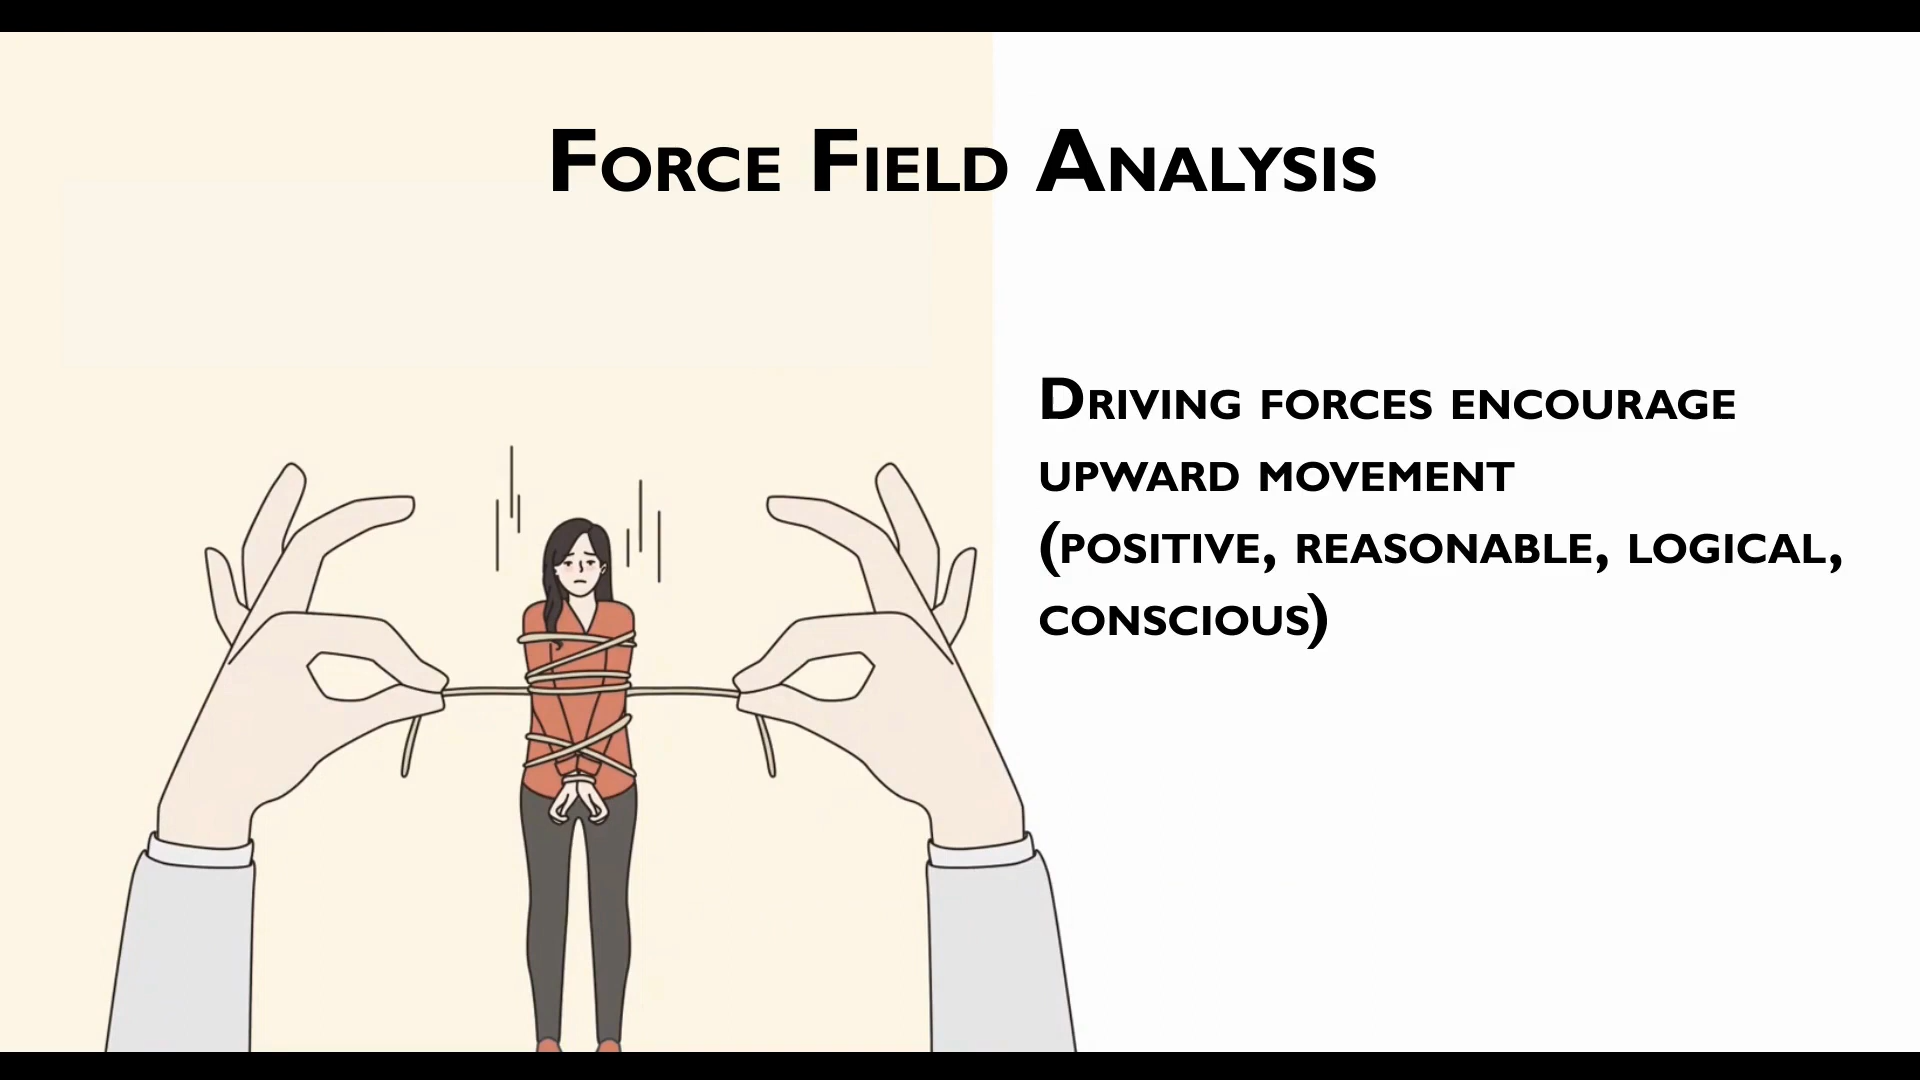 Force Field Analysis
Driving forces encourage
upward movement
(positive, reasonable, logical,
conscious)